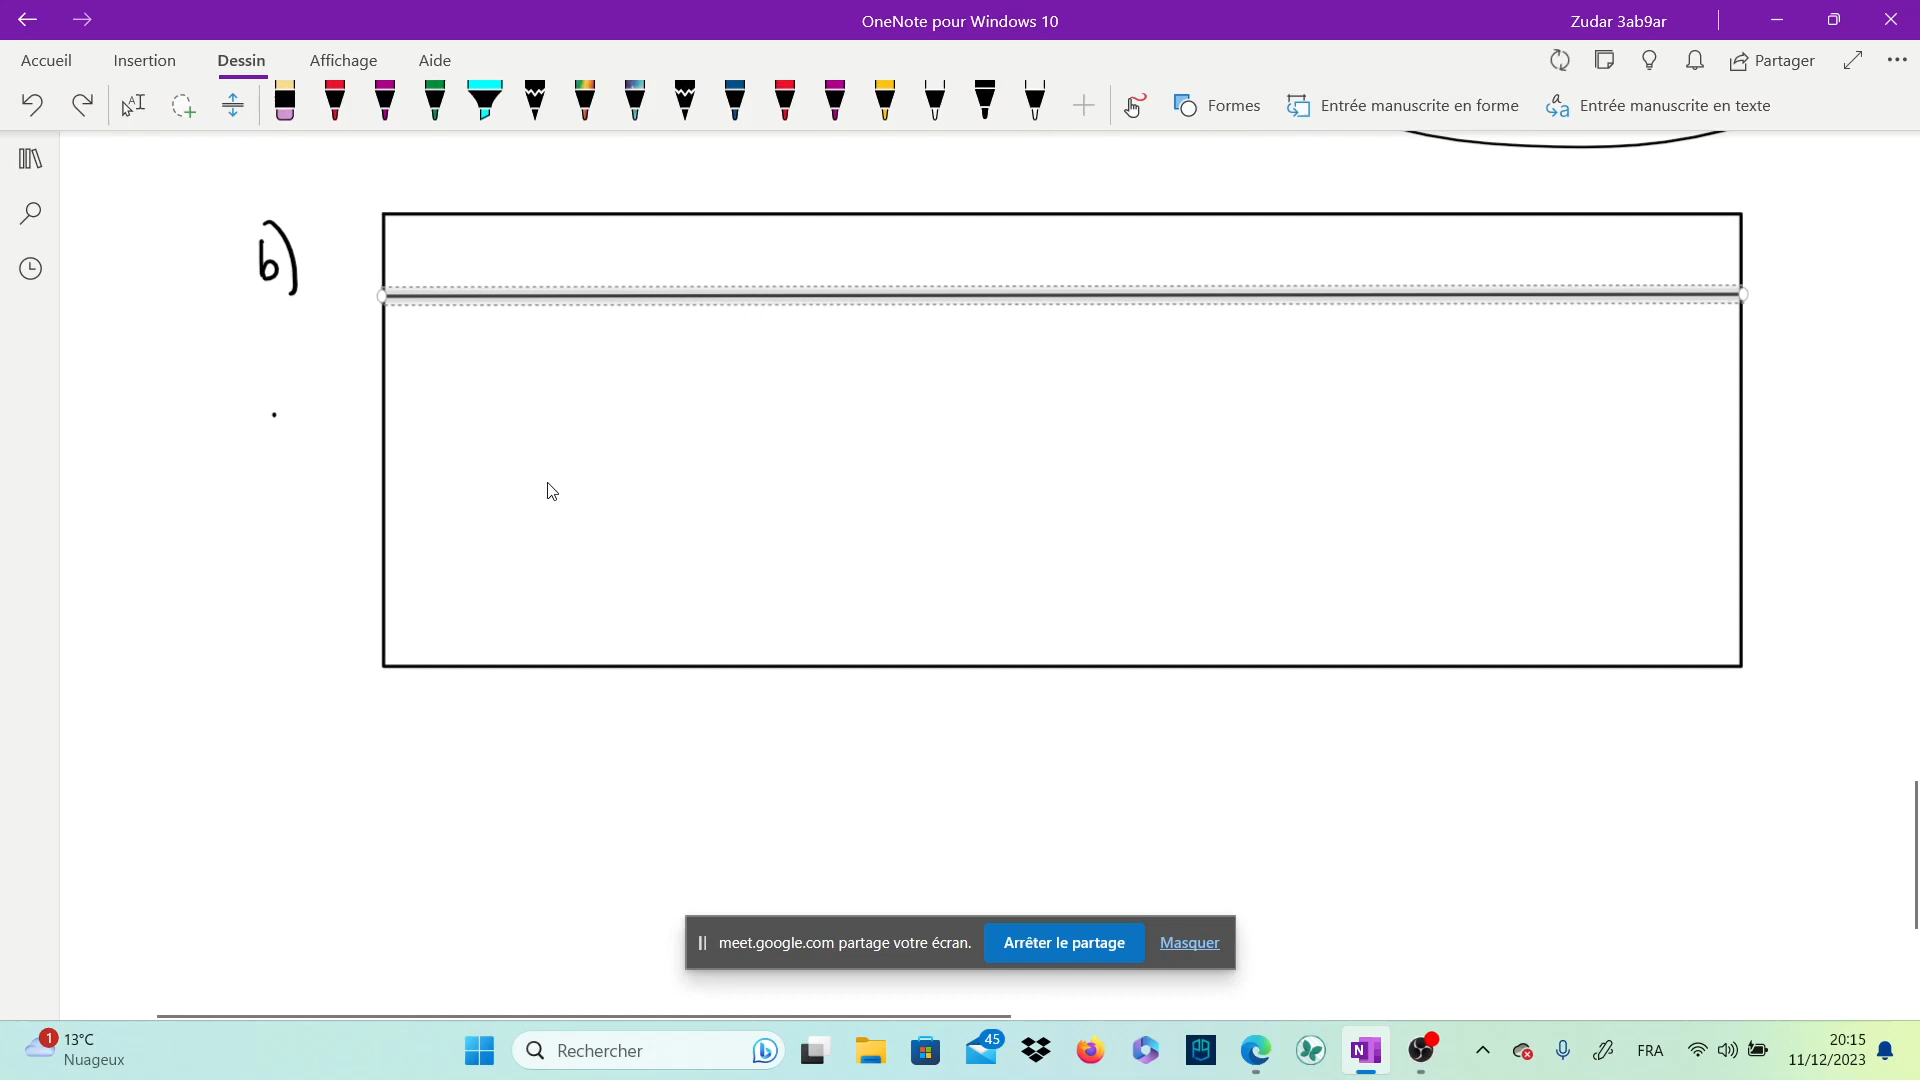 OneNote pour Windows 10
Zudar 3ab9ar
Accueil Insertion Dessin Affichage Aide
Partager
Formes Entrée manuscrite en forme Entrée manuscrite en texte
b)
meet.google.com partage votre écran. Arrêter le partage Masquer
1 13°C
Nuageux
Rechercher
45
FRA
20:15
11/12/2023